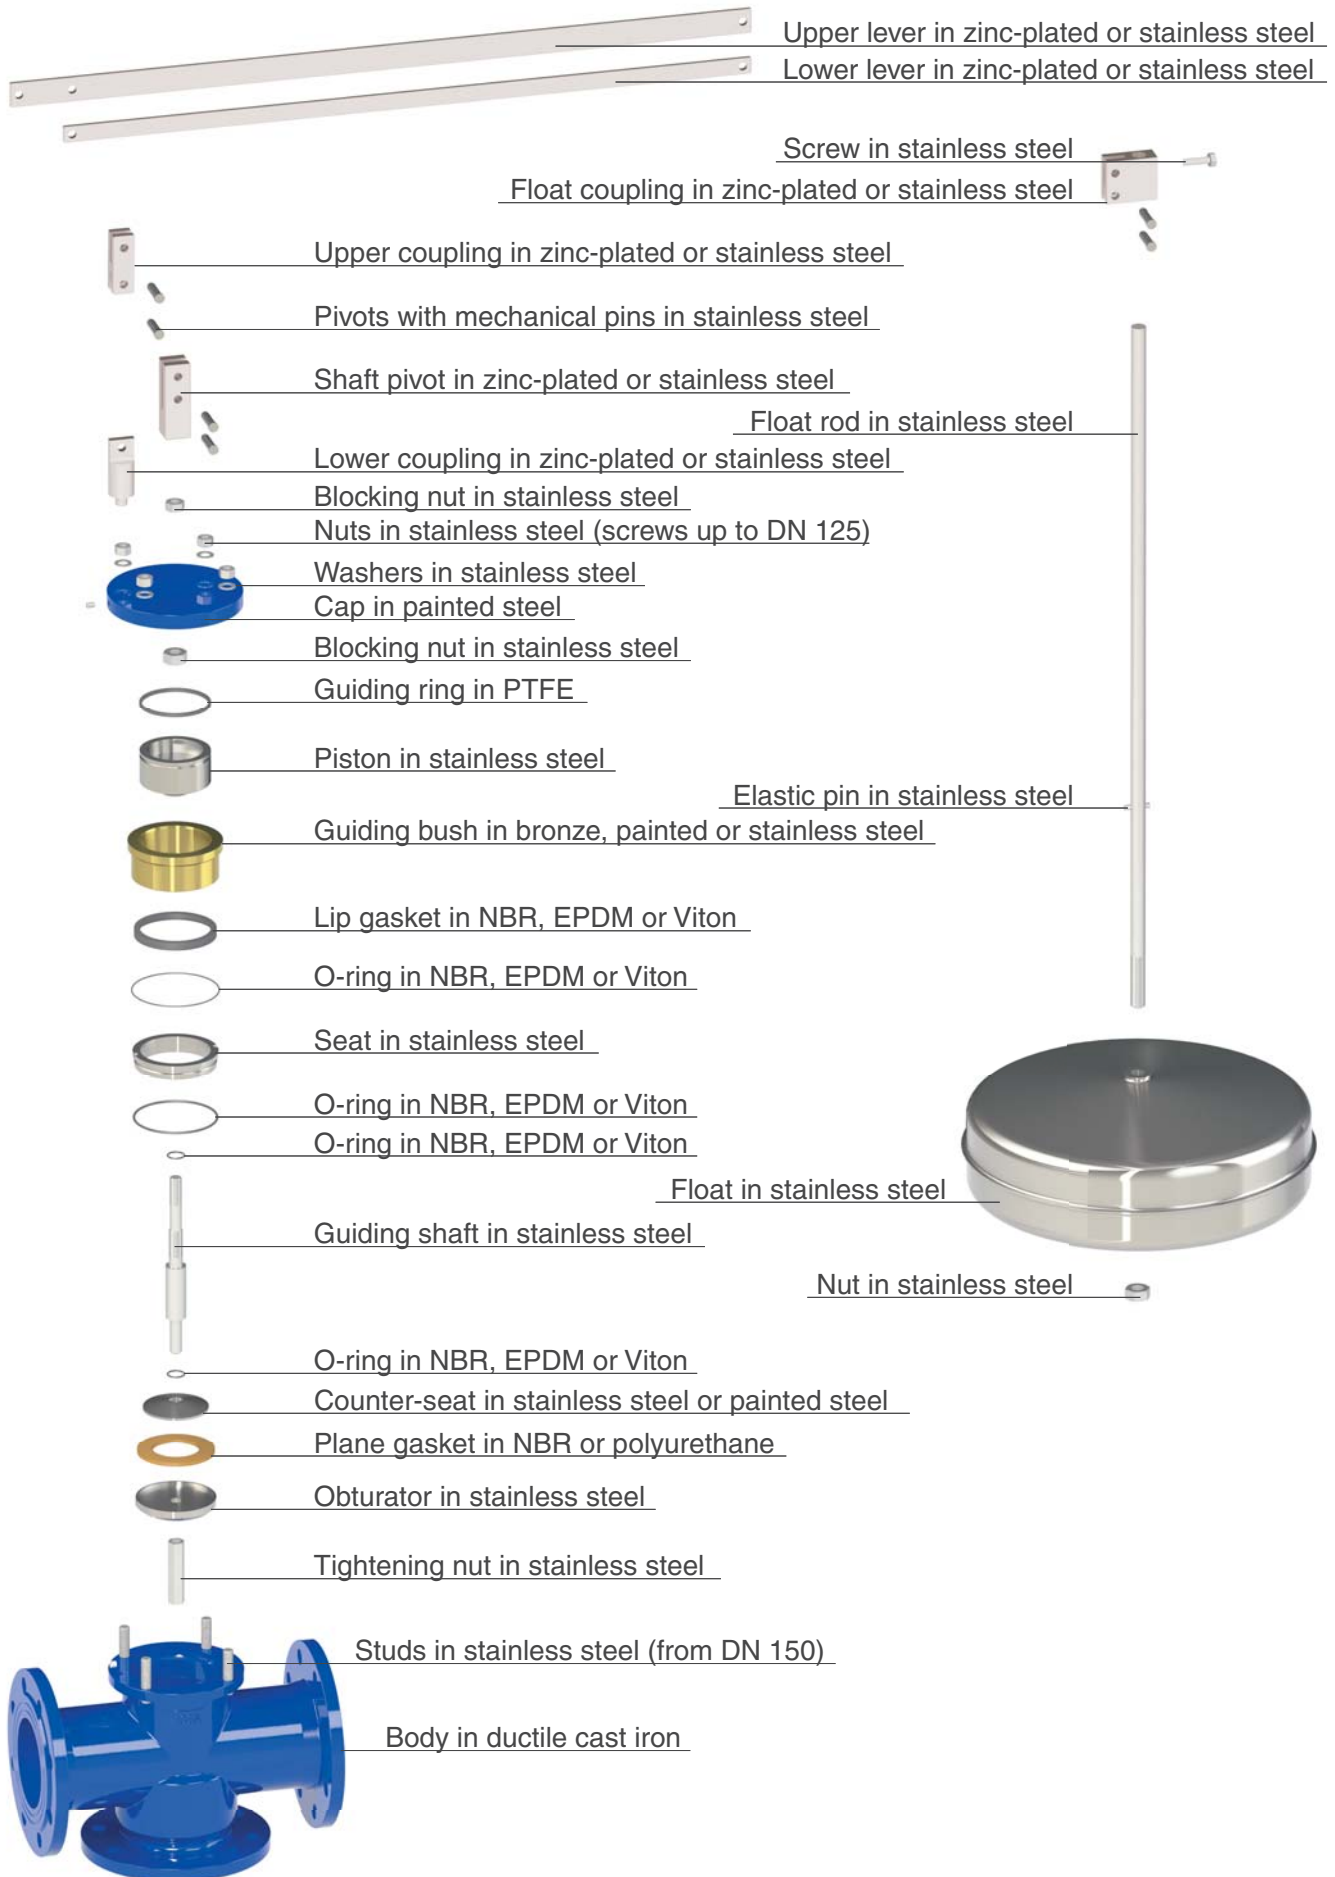 Upper lever in zinc-plated or stainless steel
Lower lever in zinc-plated or stainless steel
Screw in stainless steel
Float coupling in zinc-plated or stainless steel
Upper coupling in zinc-plated or stainless steel
Pivots with mechanical pins in stainless steel
Shaft pivot in zinc-plated or stainless steel
Float rod in stainless steel
Lower coupling in zinc-plated or stainless steel
Blocking nut in stainless steel
Nuts in stainless steel (screws up to DN 125)
Washers in stainless steel
Cap in painted steel
Blocking nut in stainless steel
Guiding ring in PTFE
Piston in stainless steel
Elastic pin in stainless steel
Guiding bush in bronze, painted or stainless steel
Lip gasket in NBR, EPDM or Viton
O-ring in NBR, EPDM or Viton
Seat in stainless steel
O-ring in NBR, EPDM or Viton
O-ring in NBR, EPDM or Viton
Float in stainless steel
Guiding shaft in stainless steel
Nut in stainless steel
O-ring in NBR, EPDM or Viton
Counter-seat in stainless steel or painted steel
Plane gasket in NBR or polyurethane
Obturator in stainless steel
Tightening nut in stainless steel
Studs in stainless steel (from DN 150)
Body in ductile cast iron